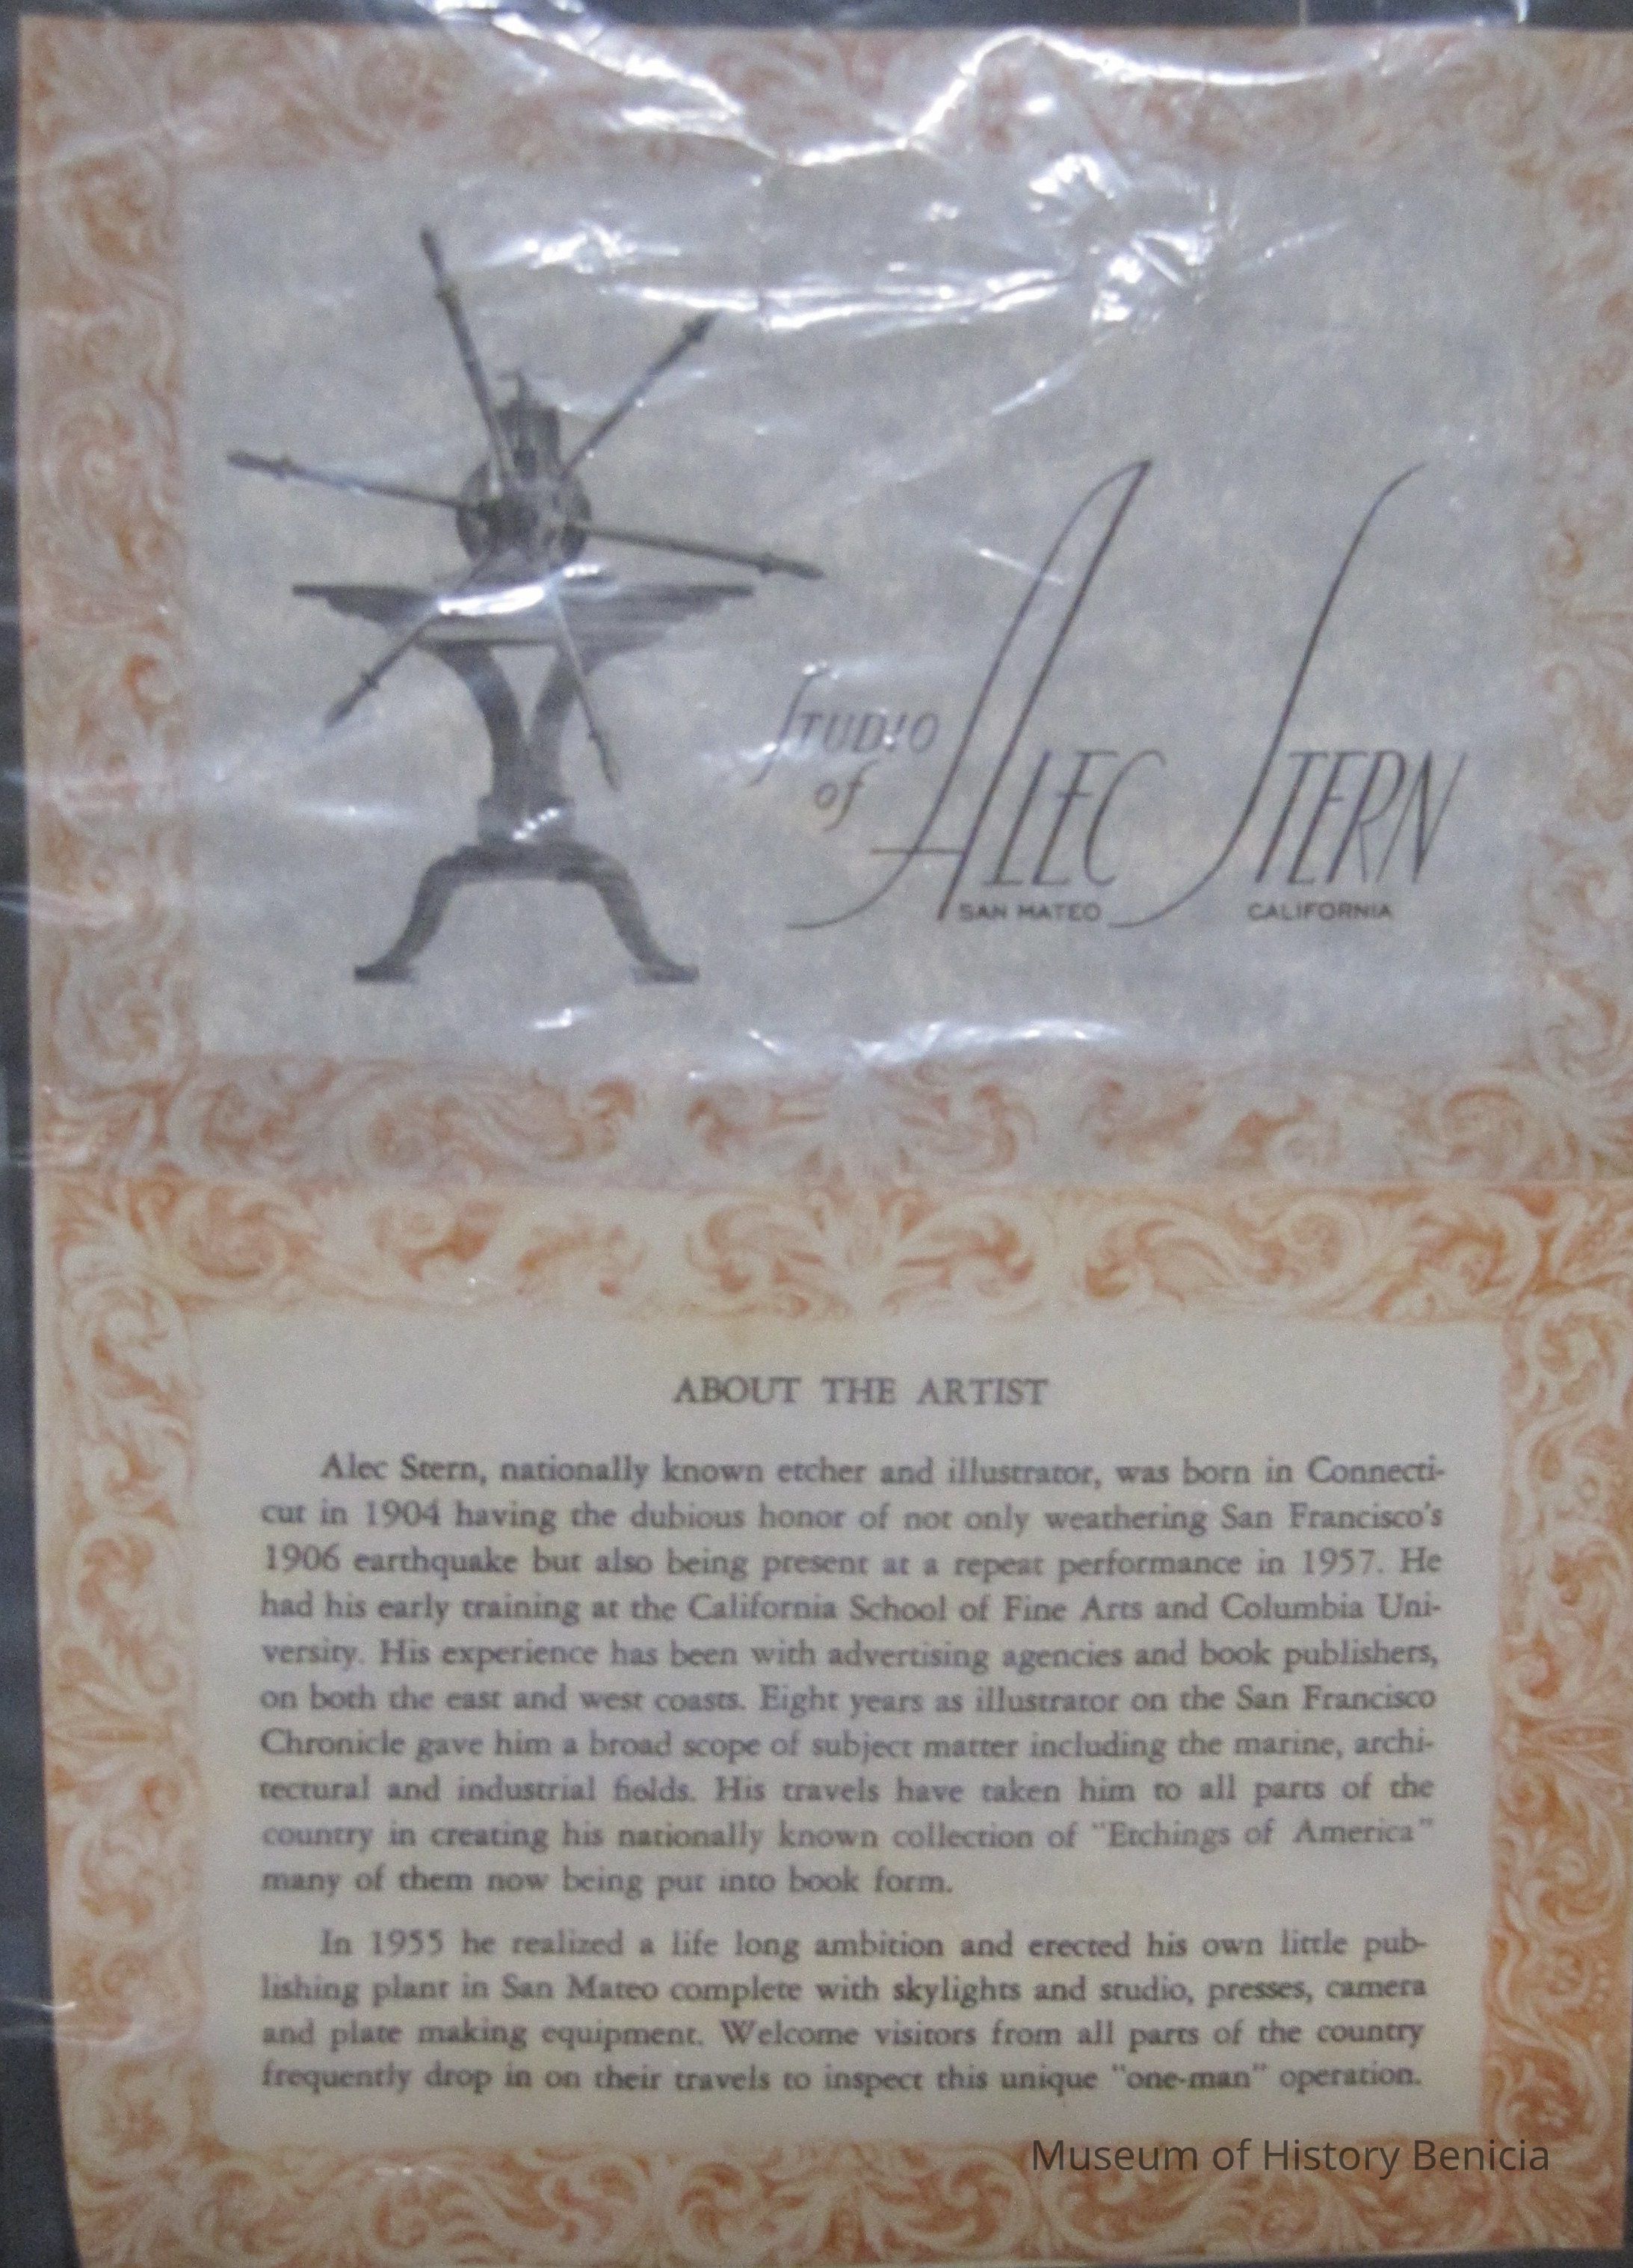 STUDIO
of
ALEC STERN
SAN MATEO CALIFORNIA
ABOUT THE ARTIST
Alec Stern, nationally known etcher and illustrator, was born in Connecti-
cut in 1904 having the dubious honor of not only weathering San Francisco's
1906 earthquake but also being present at a repeat performance in 1957. He
had his early training at the California School of Fine Arts and Columbia Uni-
versity. His experience has been with advertising agencies and book publishers,
on both the east and west coasts. Eight years as illustrator on the San Francisco
Chronicle gave him a broad scope of subject matter including the marine, archi-
tectural and industrial fields. His travels have taken him to all parts of the
country in creating his nationally known collection of "Etchings of America"
many of them now being put into book form.
In 1955 he realized a life long ambition and erected his own little pub-
lishing plant in San Mateo complete with skylights and studio, presses, camera
and plate making equipment. Welcome visitors from all parts of the country
frequently drop in on their travels to inspect this unique "one-man" operation.
Museum of History Benicia